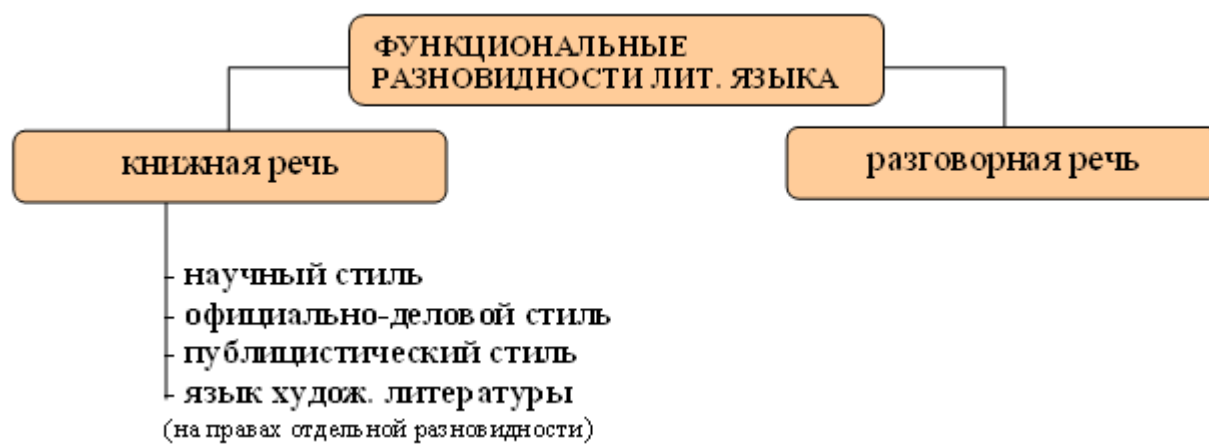 ФУНКЦИОНАЛЬНЫЕ
РАЗНОВИДНОСТИ ЛИТ. ЯЗЫКА
книжная речь
разговорная речь
- научный стиль
- официально-деловой стиль
- публицистический стиль
- язык худож. литературы
(на правах отдельной разновидности)